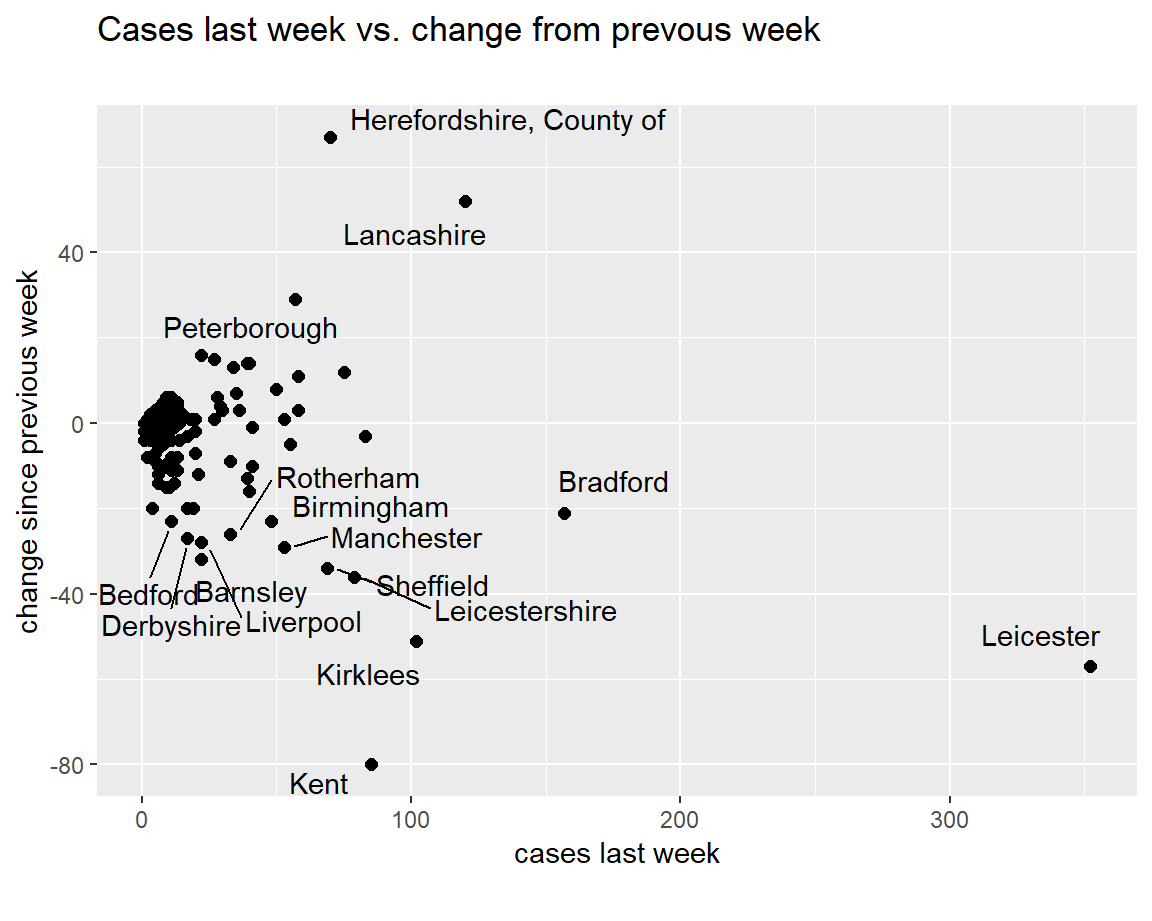 Cases last week vs. change from prevous week
Herefordshire, County of
Lancashire
40
Peterborough
0
Rotherham
Bradford
Birmingham
Manchester
Sheffield
-40
Bedford
Barnsley
Leicestershire
Derbyshire
Liverpool
Leicester
Kirklees
-80
Kent
0
100
200
300
cases last week
change since previous week